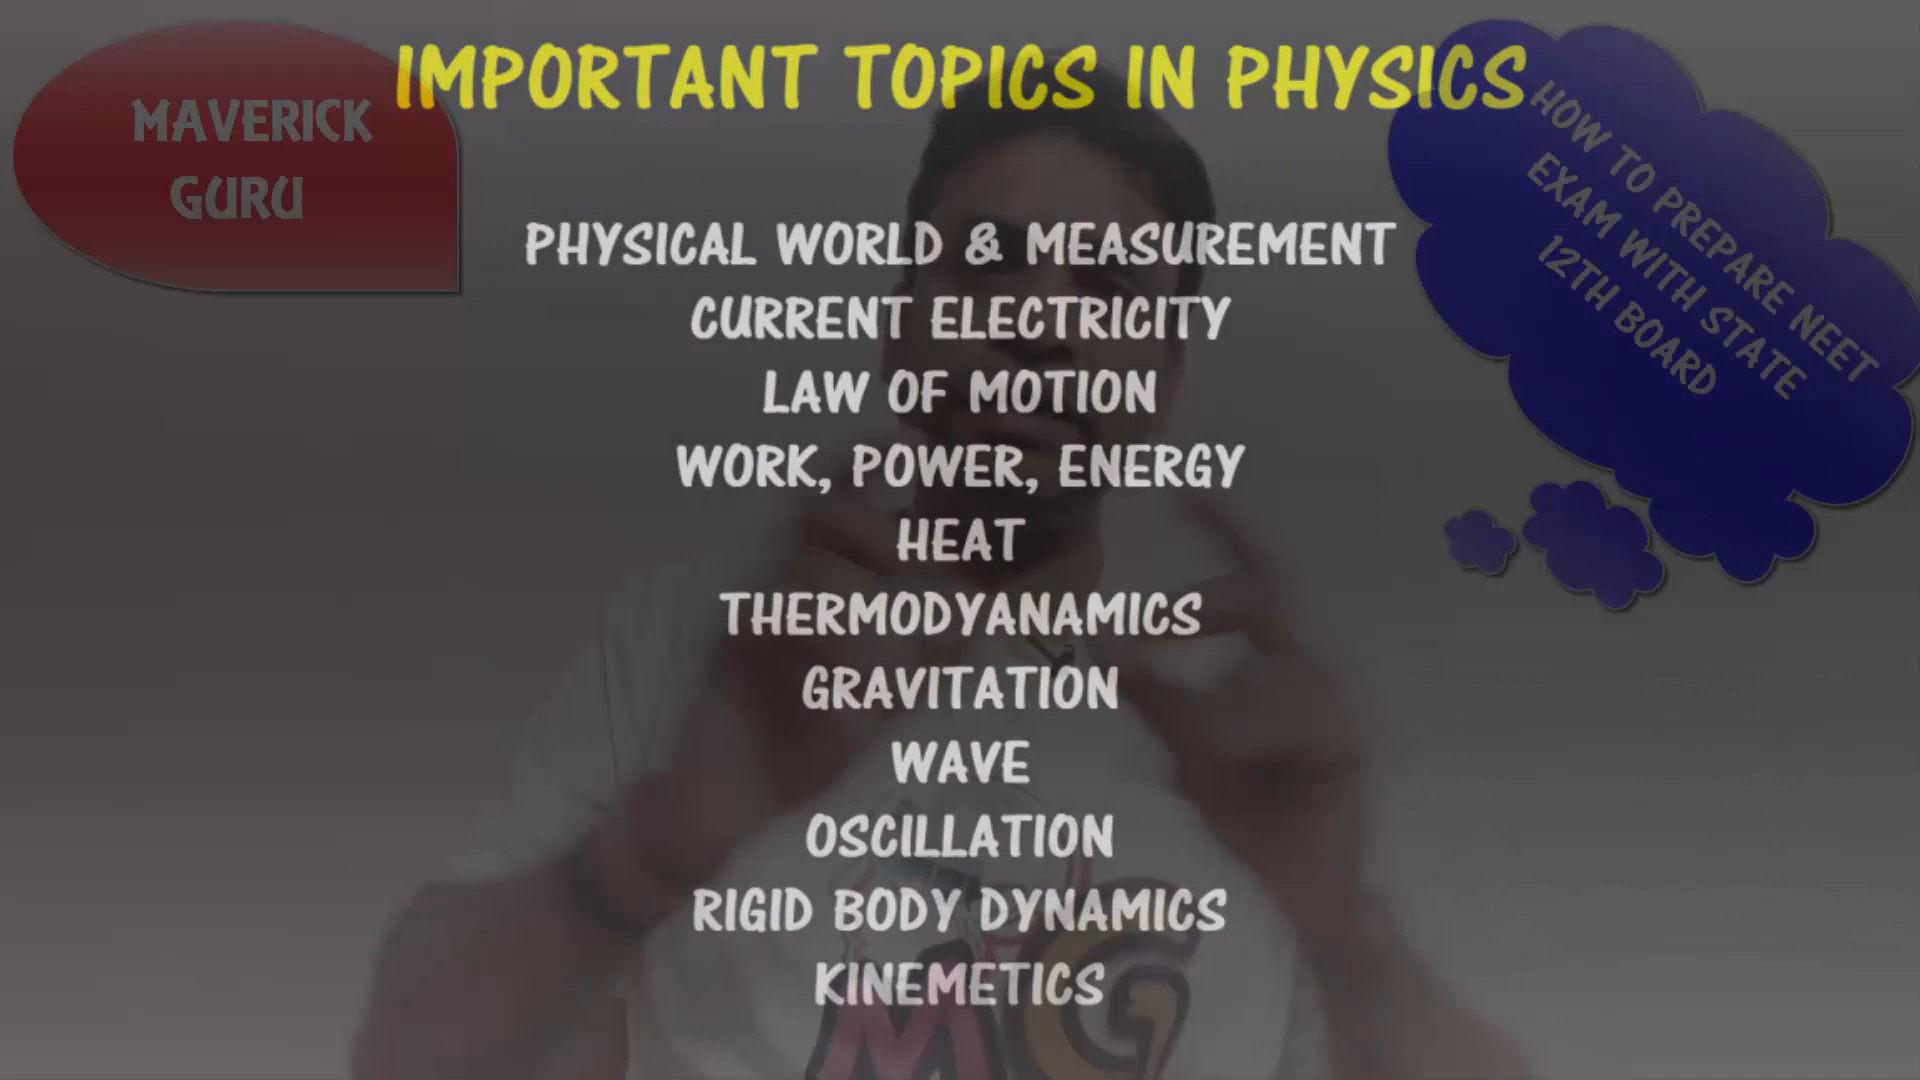 IMPORTANT TOPICS IN PHYSICS
MAVERICK
GURU
HOW TO PREPARE NEET
EXAM WITH STATE
12TH BOARD
PHYSICAL WORLD & MEASUREMENT
CURRENT ELECTRICITY
LAW OF MOTION
WORK, POWER, ENERGY
HEAT
THERMODYANAMICS
GRAVITATION
WAVE
OSCILLATION
RIGID BODY DYNAMICS
KINEMETICS
MG